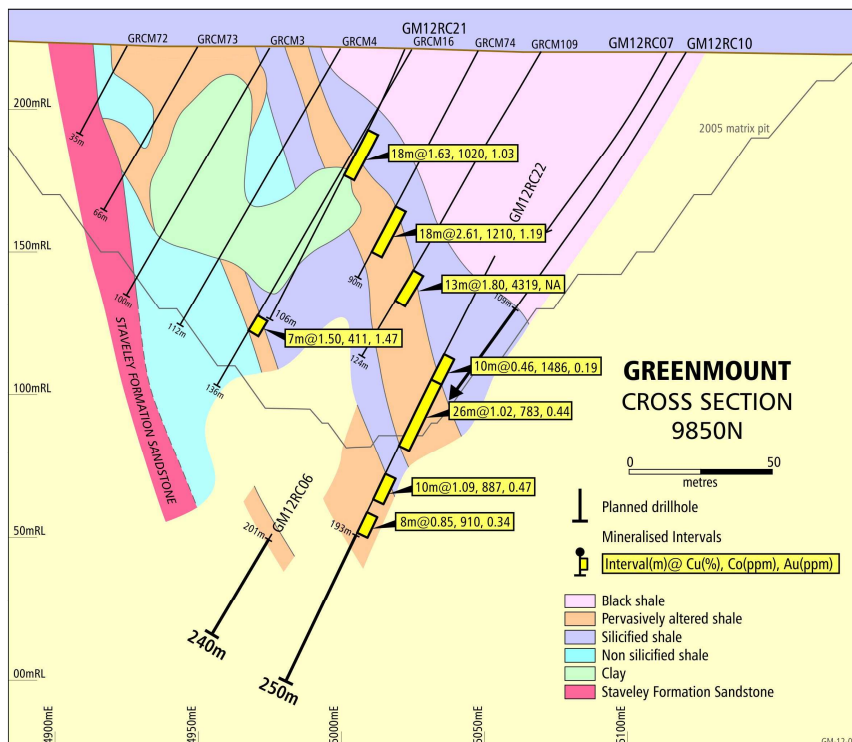 GM12RC21
GRCM72
GRCM73
GRCM3
GRCM4
GRCM16
GRCM74
GRCM109
GM12RC07
GM12RC10
200mRL
2005 matrix pit
35m
18m@1.63, 1020, 1.03
66m
GM12RC22
18m@2.61, 1210, 1.19
150mRL
90m
13m@1.80, 4319, NA
100m
109m
106m
112m
7m@1.50, 411, 1.47
124m
10m@0.46, 1486, 0.19
136m
100mRL
26m@1.02, 783, 0.44
STAVELEY FORMATION SANDSTONE
GREENMOUNT
CROSS SECTION
9850N
0 50
metres
10m@1.09, 887, 0.47
GM12RC06
Planned drillhole
8m@0.85, 910, 0.34
193m
201m
50mRL
Mineralised Intervals
Interval(m)@ Cu(%), Co(ppm), Au(ppm)
Black shale
Pervasively altered shale
Silicified shale
Non silicified shale
Clay
Staveley Formation Sandstone
240m
250m
00mRL
4900mE
4950mE
5000mE
5050mE
5100mE